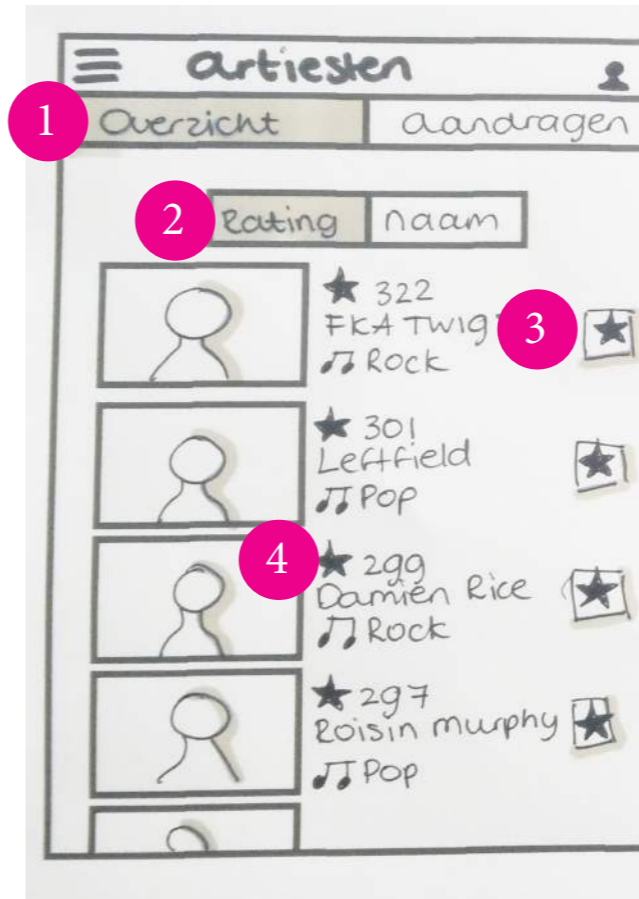 artiesten
1
Overzicht
aandragen
2
Rating
naam
322
3
FKA TWIG
Rock
301
Leftfield
Pop
4
299
Damien Rice
Rock
297
Roisin murphy
Pop